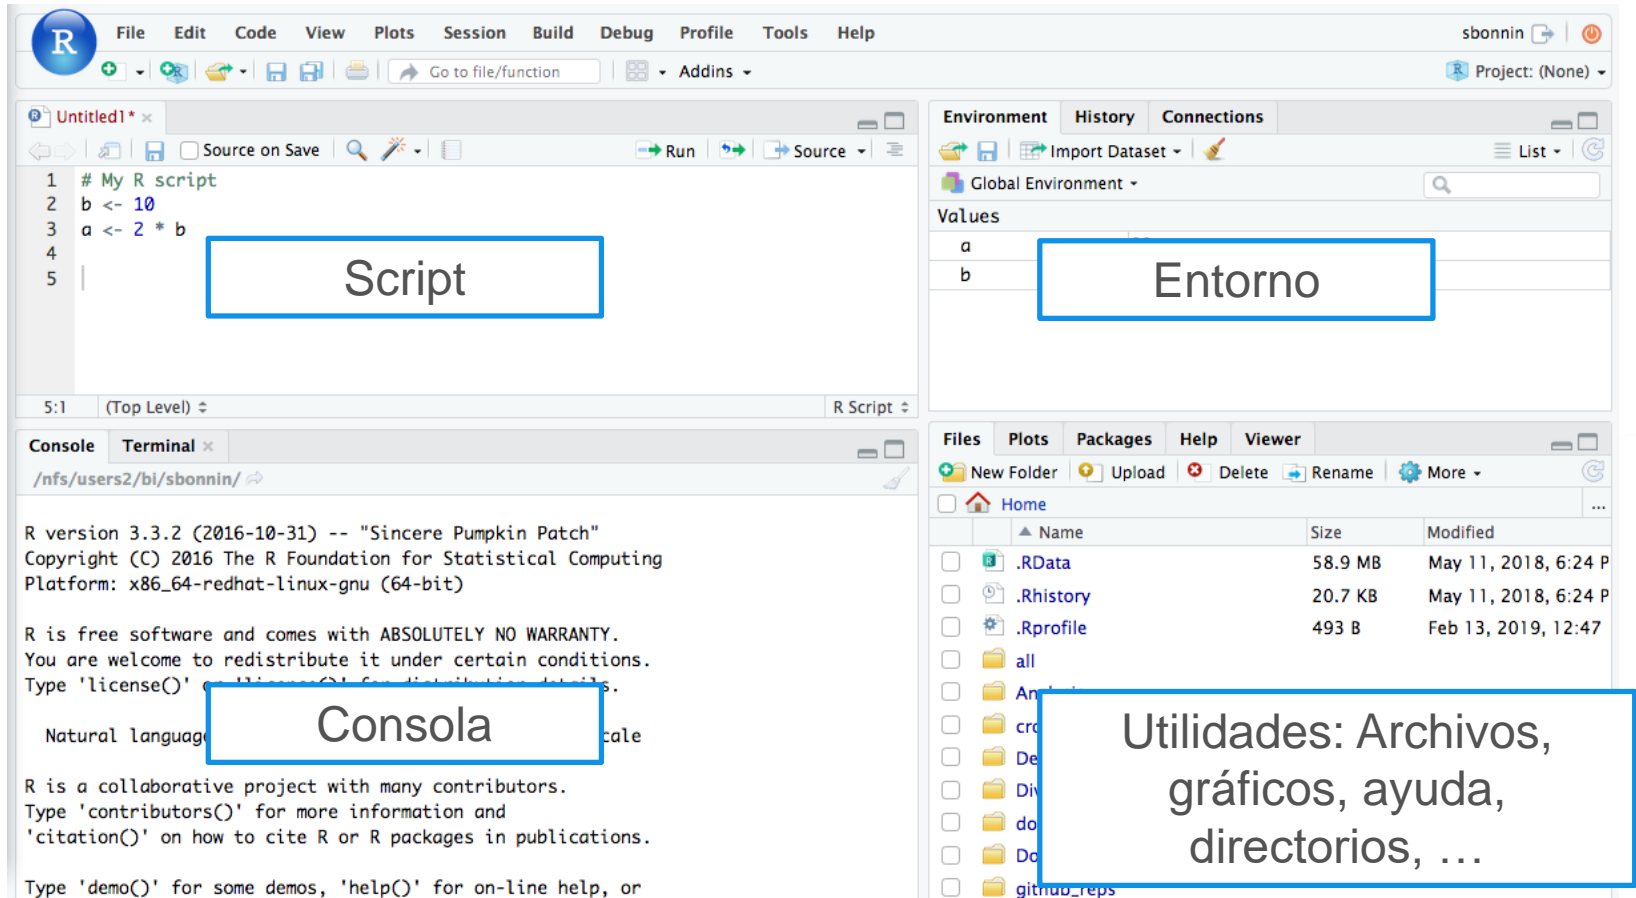 R File Edit Code View Plots Session Build Debug Profile Tools Help sbonnin
Go to file/function Addins Project: (None)
Untitled1*
Source on Save Run Source
1 # My R script
2 b <- 10
3 a <- 2 * b
4
5
Script
5:1 (Top Level) R Script
Environment History Connections
Import Dataset List
Global Environment
Values
a
b
Entorno
Console Terminal
/nfs/users2/bi/sbonnin/
R version 3.3.2 (2016-10-31) -- "Sincere Pumpkin Patch"
Copyright (C) 2016 The R Foundation for Statistical Computing
Platform: x86_64-redhat-linux-gnu (64-bit)
R is free software and comes with ABSOLUTELY NO WARRANTY.
You are welcome to redistribute it under certain conditions.
Type 'license()' or 'licence()' for distribution details.
Natural language
Consola
R is a collaborative project with many contributors.
Type 'contributors()' for more information and
'citation()' on how to cite R or R packages in publications.
Type 'demo()' for some demos, 'help()' for on-line help, or
Files Plots Packages Help Viewer
New Folder Upload Delete Rename More
Home ...
Name Size Modified
.RData 58.9 MB May 11, 2018, 6:24 P
.Rhistory 20.7 KB May 11, 2018, 6:24 P
.Rprofile 493 B Feb 13, 2019, 12:47
all
github_reps
Utilidades: Archivos,
gráficos, ayuda,
directorios, ...